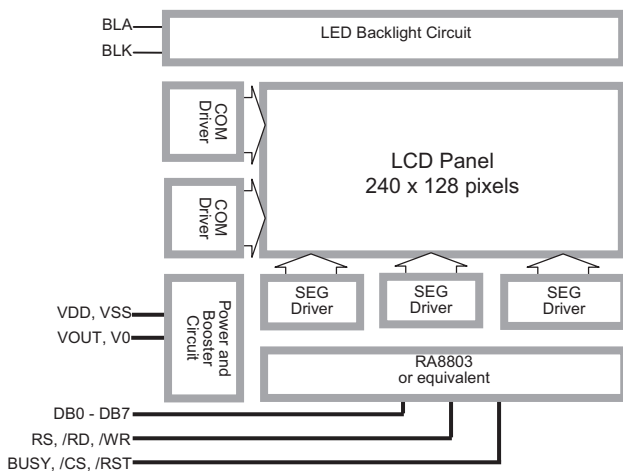 BLA
BLK
LED Backlight Circuit
COM
Driver
LCD Panel
240 x 128 pixels
COM
Driver
SEG
Driver
SEG
Driver
SEG
Driver
VDD, VSS
VOUT, V0
Power and
Booster
Circuit
RA8803
or equivalent
DB0 - DB7
RS, /RD, /WR
BUSY, /CS, /RST